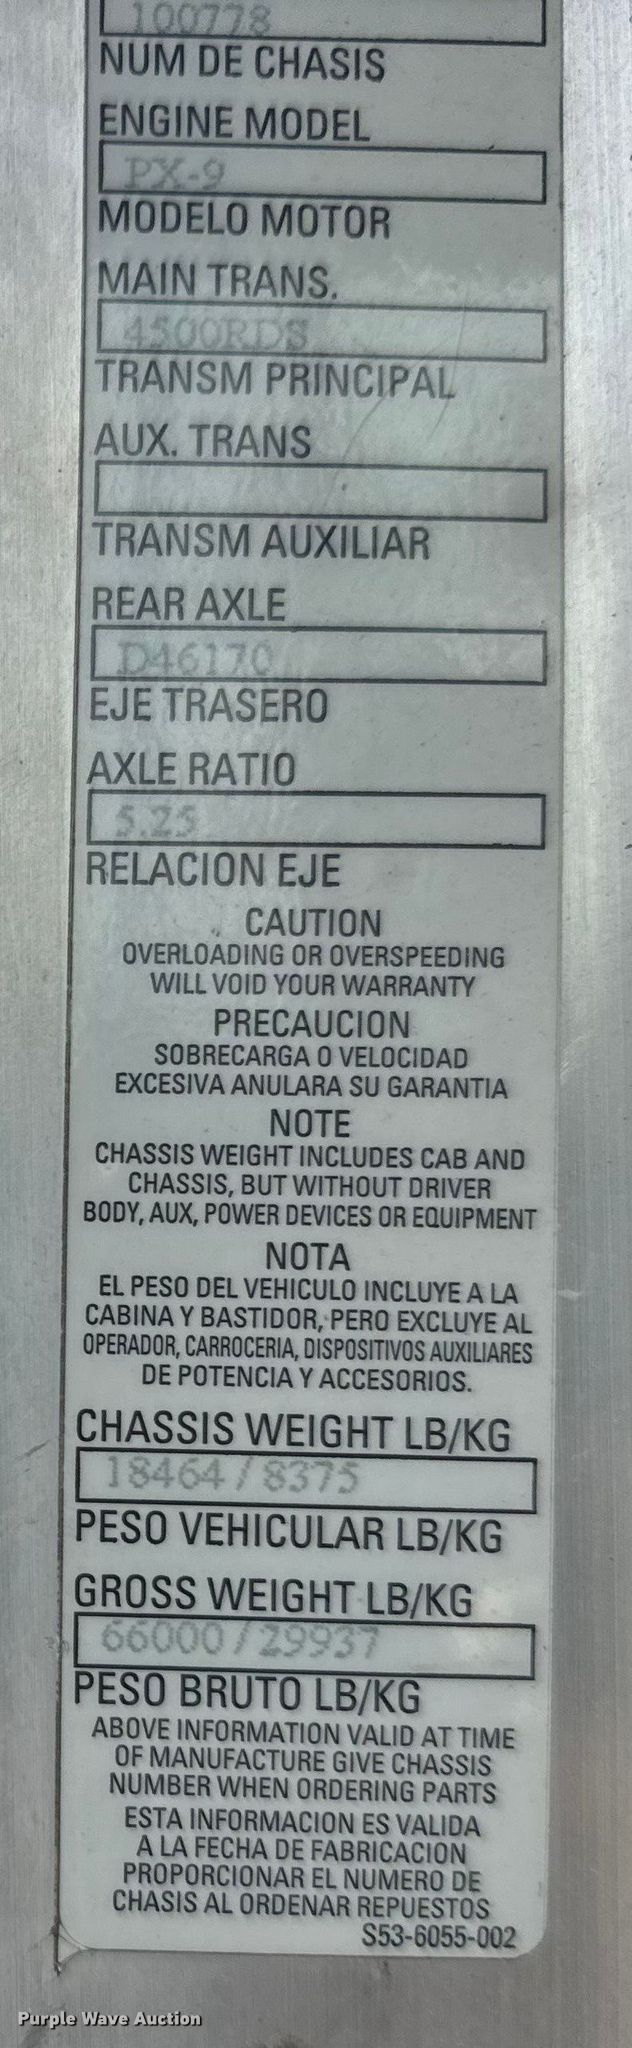 100778
NUM DE CHASIS
ENGINE MODEL
PX-9
MODELO MOTOR
MAIN TRANS.
4500RDS
TRANSM PRINCIPAL
AUX. TRANS
TRANSM AUXILIAR
REAR AXLE
D46170
EJE TRASERO
AXLE RATIO
5.25
RELACION EJE
CAUTION
OVERLOADING OR OVERSPEEDING
WILL VOID YOUR WARRANTY
PRECAUCION
SOBRECARGA O VELOCIDAD
EXCESIVA ANULARA SU GARANTIA
NOTE
CHASSIS WEIGHT INCLUDES CAB AND
CHASSIS, BUT WITHOUT DRIVER
BODY, AUX, POWER DEVICES OR EQUIPMENT
NOTA
EL PESO DEL VEHICULO INCLUYE A LA
CABINA Y BASTIDOR, PERO EXCLUYE AL
OPERADOR, CARROCERIA, DISPOSITIVOS AUXILIARES
DE POTENCIA Y ACCESORIOS.
CHASSIS WEIGHT LB/KG
18464/8375
PESO VEHICULAR LB/KG
GROSS WEIGHT LB/KG
66000/29937
PESO BRUTO LB/KG
ABOVE INFORMATION VALID AT TIME
OF MANUFACTURE GIVE CHASSIS
NUMBER WHEN ORDERING PARTS
ESTA INFORMACION ES VALIDA
A LA FECHA DE FABRICACION
PROPORCIONAR EL NUMERO DE
CHASIS AL ORDENAR REPUESTOS
S53-6055-002
Purple Wave Auction